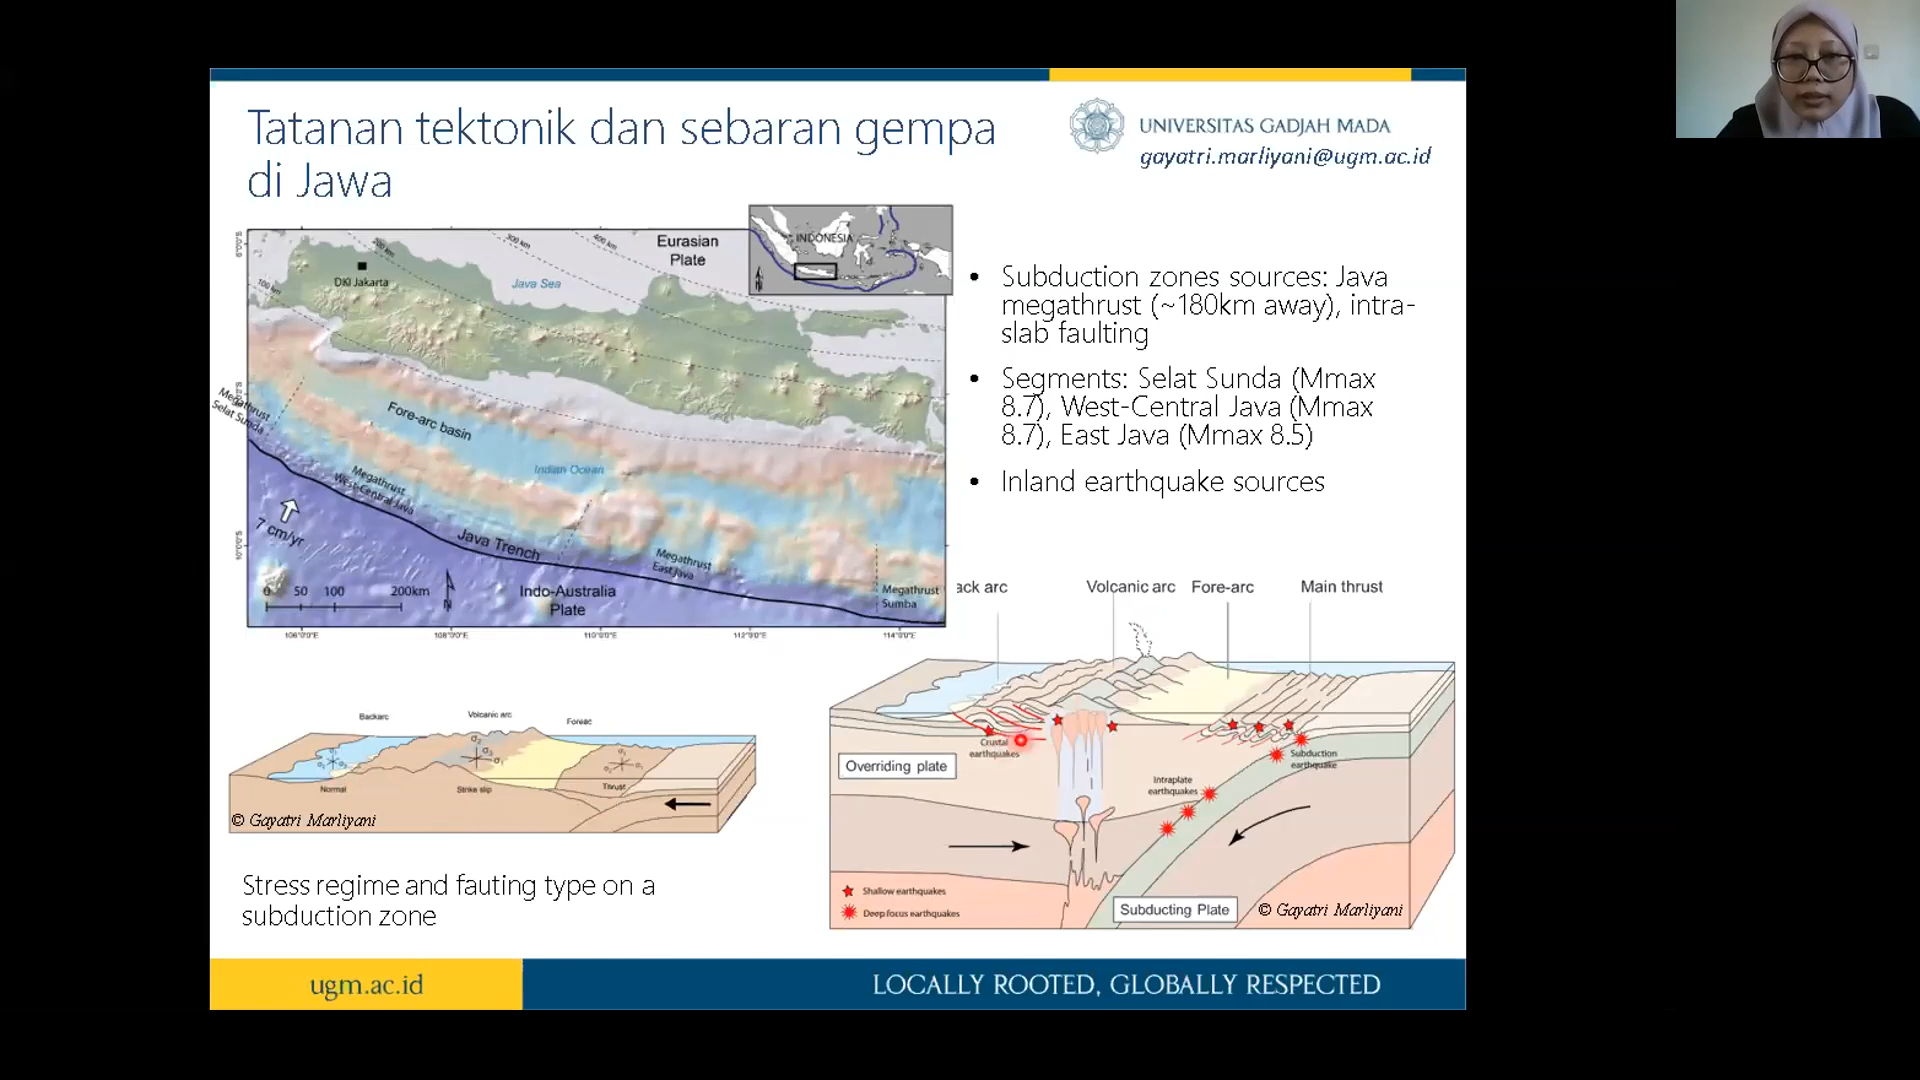 Tatanan tektonik dan sebaran gempa
di Jawa
UNIVERSITAS GADJAH MADA
gayatri.marliyani@ugm.ac.id
Eurasian
Plate
INDONESIA
200 km
300 km
400 km
100 km
DKI Jakarta
Java Sea
Megathrust
Selat Sunda
Fore-arc basin
Indian Ocean
Megathrust
West-Central Java
7 cm/yr
Java Trench
Megathrust
East Java
Indo-Australia
Plate
Megathrust
Sumba
0 50 100 200km
N
106°0'0"E 108°0'0"E 110°0'0"E 112°0'0"E 114°0'0"E
• Subduction zones sources: Java
megathrust (~180km away), intra-
slab faulting
• Segments: Selat Sunda (Mmax
8.7), West-Central Java (Mmax
8.7), East Java (Mmax 8.5)
• Inland earthquake sources
ack arc Volcanic arc Fore-arc Main thrust
Crustal
earthquakes
Overriding plate
Subduction
earthquake
Intraplate
earthquakes
Shallow earthquakes
Deep focus earthquakes
Subducting Plate
© Gayatri Marliyani
Backarc Volcanic arc Forearc
Normal Strike slip Thrust
© Gayatri Marliyani
Stress regime and fauting type on a
subduction zone
ugm.ac.id
LOCALLY ROOTED, GLOBALLY RESPECTED